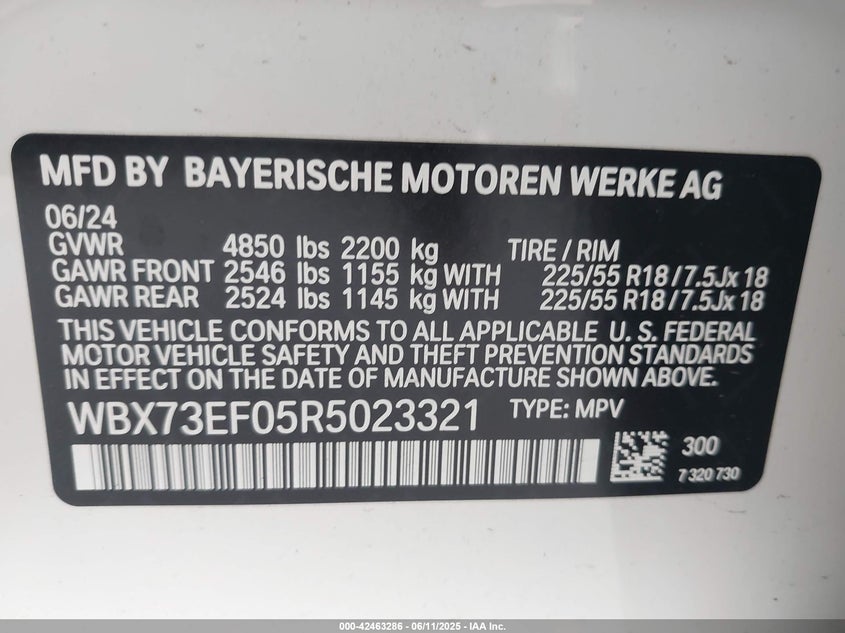 MFD BY BAYERISCHE MOTOREN WERKE AG
06/24
GVWR 4850 lbs 2200 kg TIRE / RIM
GAWR FRONT 2546 lbs 1155 kg WITH 225/55 R18 / 7.5Jx 18
GAWR REAR 2524 lbs 1145 kg WITH 225/55 R18 / 7.5Jx 18
THIS VEHICLE CONFORMS TO ALL APPLICABLE U. S. FEDERAL
MOTOR VEHICLE SAFETY AND THEFT PREVENTION STANDARDS
IN EFFECT ON THE DATE OF MANUFACTURE SHOWN ABOVE.
WBX73EF05R5023321 TYPE: MPV
300
7 320 730
000-42463286 - 06/11/2025 - IAA Inc.